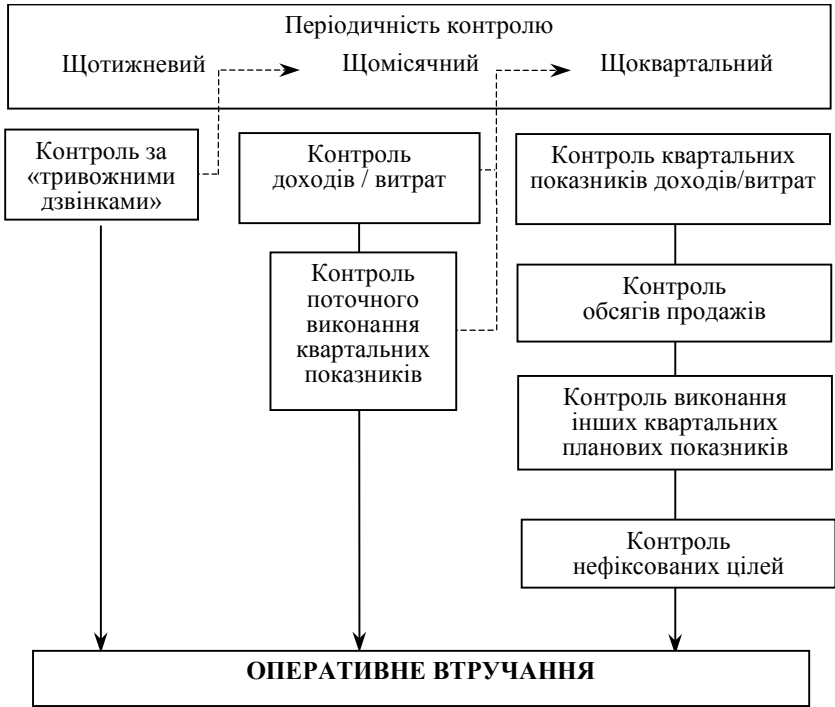 Періодичність контролю
Щотижневий Щомісячний Щоквартальний
Контроль за
«тривожними
дзвінками»
Контроль
доходів / витрат
Контроль
поточного
виконання
квартальних
показників
Контроль квартальних
показників доходів/витрат
Контроль
обсягів продажів
Контроль виконання
інших квартальних
планових показників
Контроль
нефіксованих цілей
ОПЕРАТИВНЕ ВТРУЧАННЯ